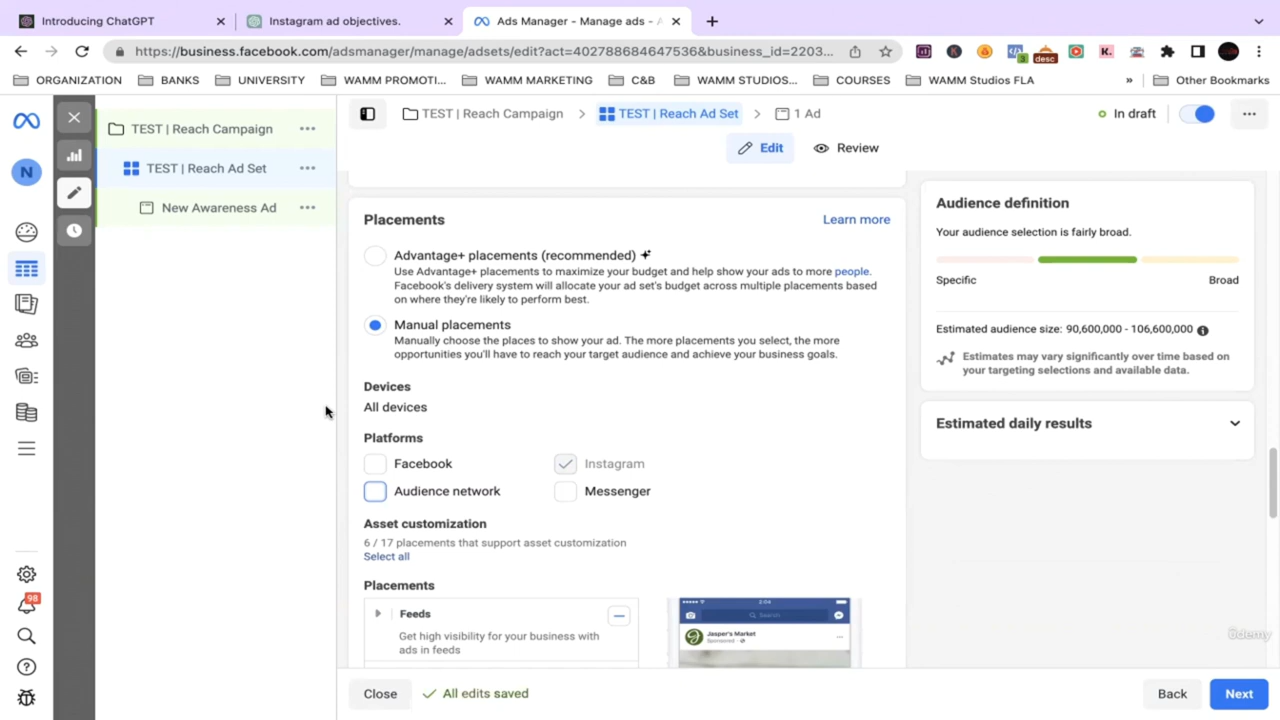 Introducing ChatGPT
Instagram ad objectives.
Ads Manager - Manage ads - A
https://business.facebook.com/adsmanager/manage/adsets/edit?act=402788684647536&business_id=2203...
ORGANIZATION
BANKS
UNIVERSITY
WAMM PROMOTI...
WAMM MARKETING
C&B
WAMM STUDIOS...
COURSES
WAMM Studios FLA
»
Other Bookmarks
TEST | Reach Campaign
TEST | Reach Ad Set
New Awareness Ad
N
98
TEST | Reach Campaign
TEST | Reach Ad Set
1 Ad
In draft
Edit
Review
Placements
Learn more
Advantage+ placements (recommended)
Use Advantage+ placements to maximize your budget and help show your ads to more people.
Facebook's delivery system will allocate your ad set's budget across multiple placements based
on where they're likely to perform best.
Manual placements
Manually choose the places to show your ad. The more placements you select, the more
opportunities you'll have to reach your target audience and achieve your business goals.
Devices
All devices
Platforms
Facebook
Instagram
Audience network
Messenger
Asset customization
6 / 17 placements that support asset customization
Select all
Placements
Feeds
Get high visibility for your business with
ads in feeds
2:04
Search
Jasper's Market
Sponsored
Audience definition
Your audience selection is fairly broad.
Specific
Broad
Estimated audience size: 90,600,000 - 106,600,000
Estimates may vary significantly over time based on
your targeting selections and available data.
Estimated daily results
ûdemy
Close
All edits saved
Back
Next